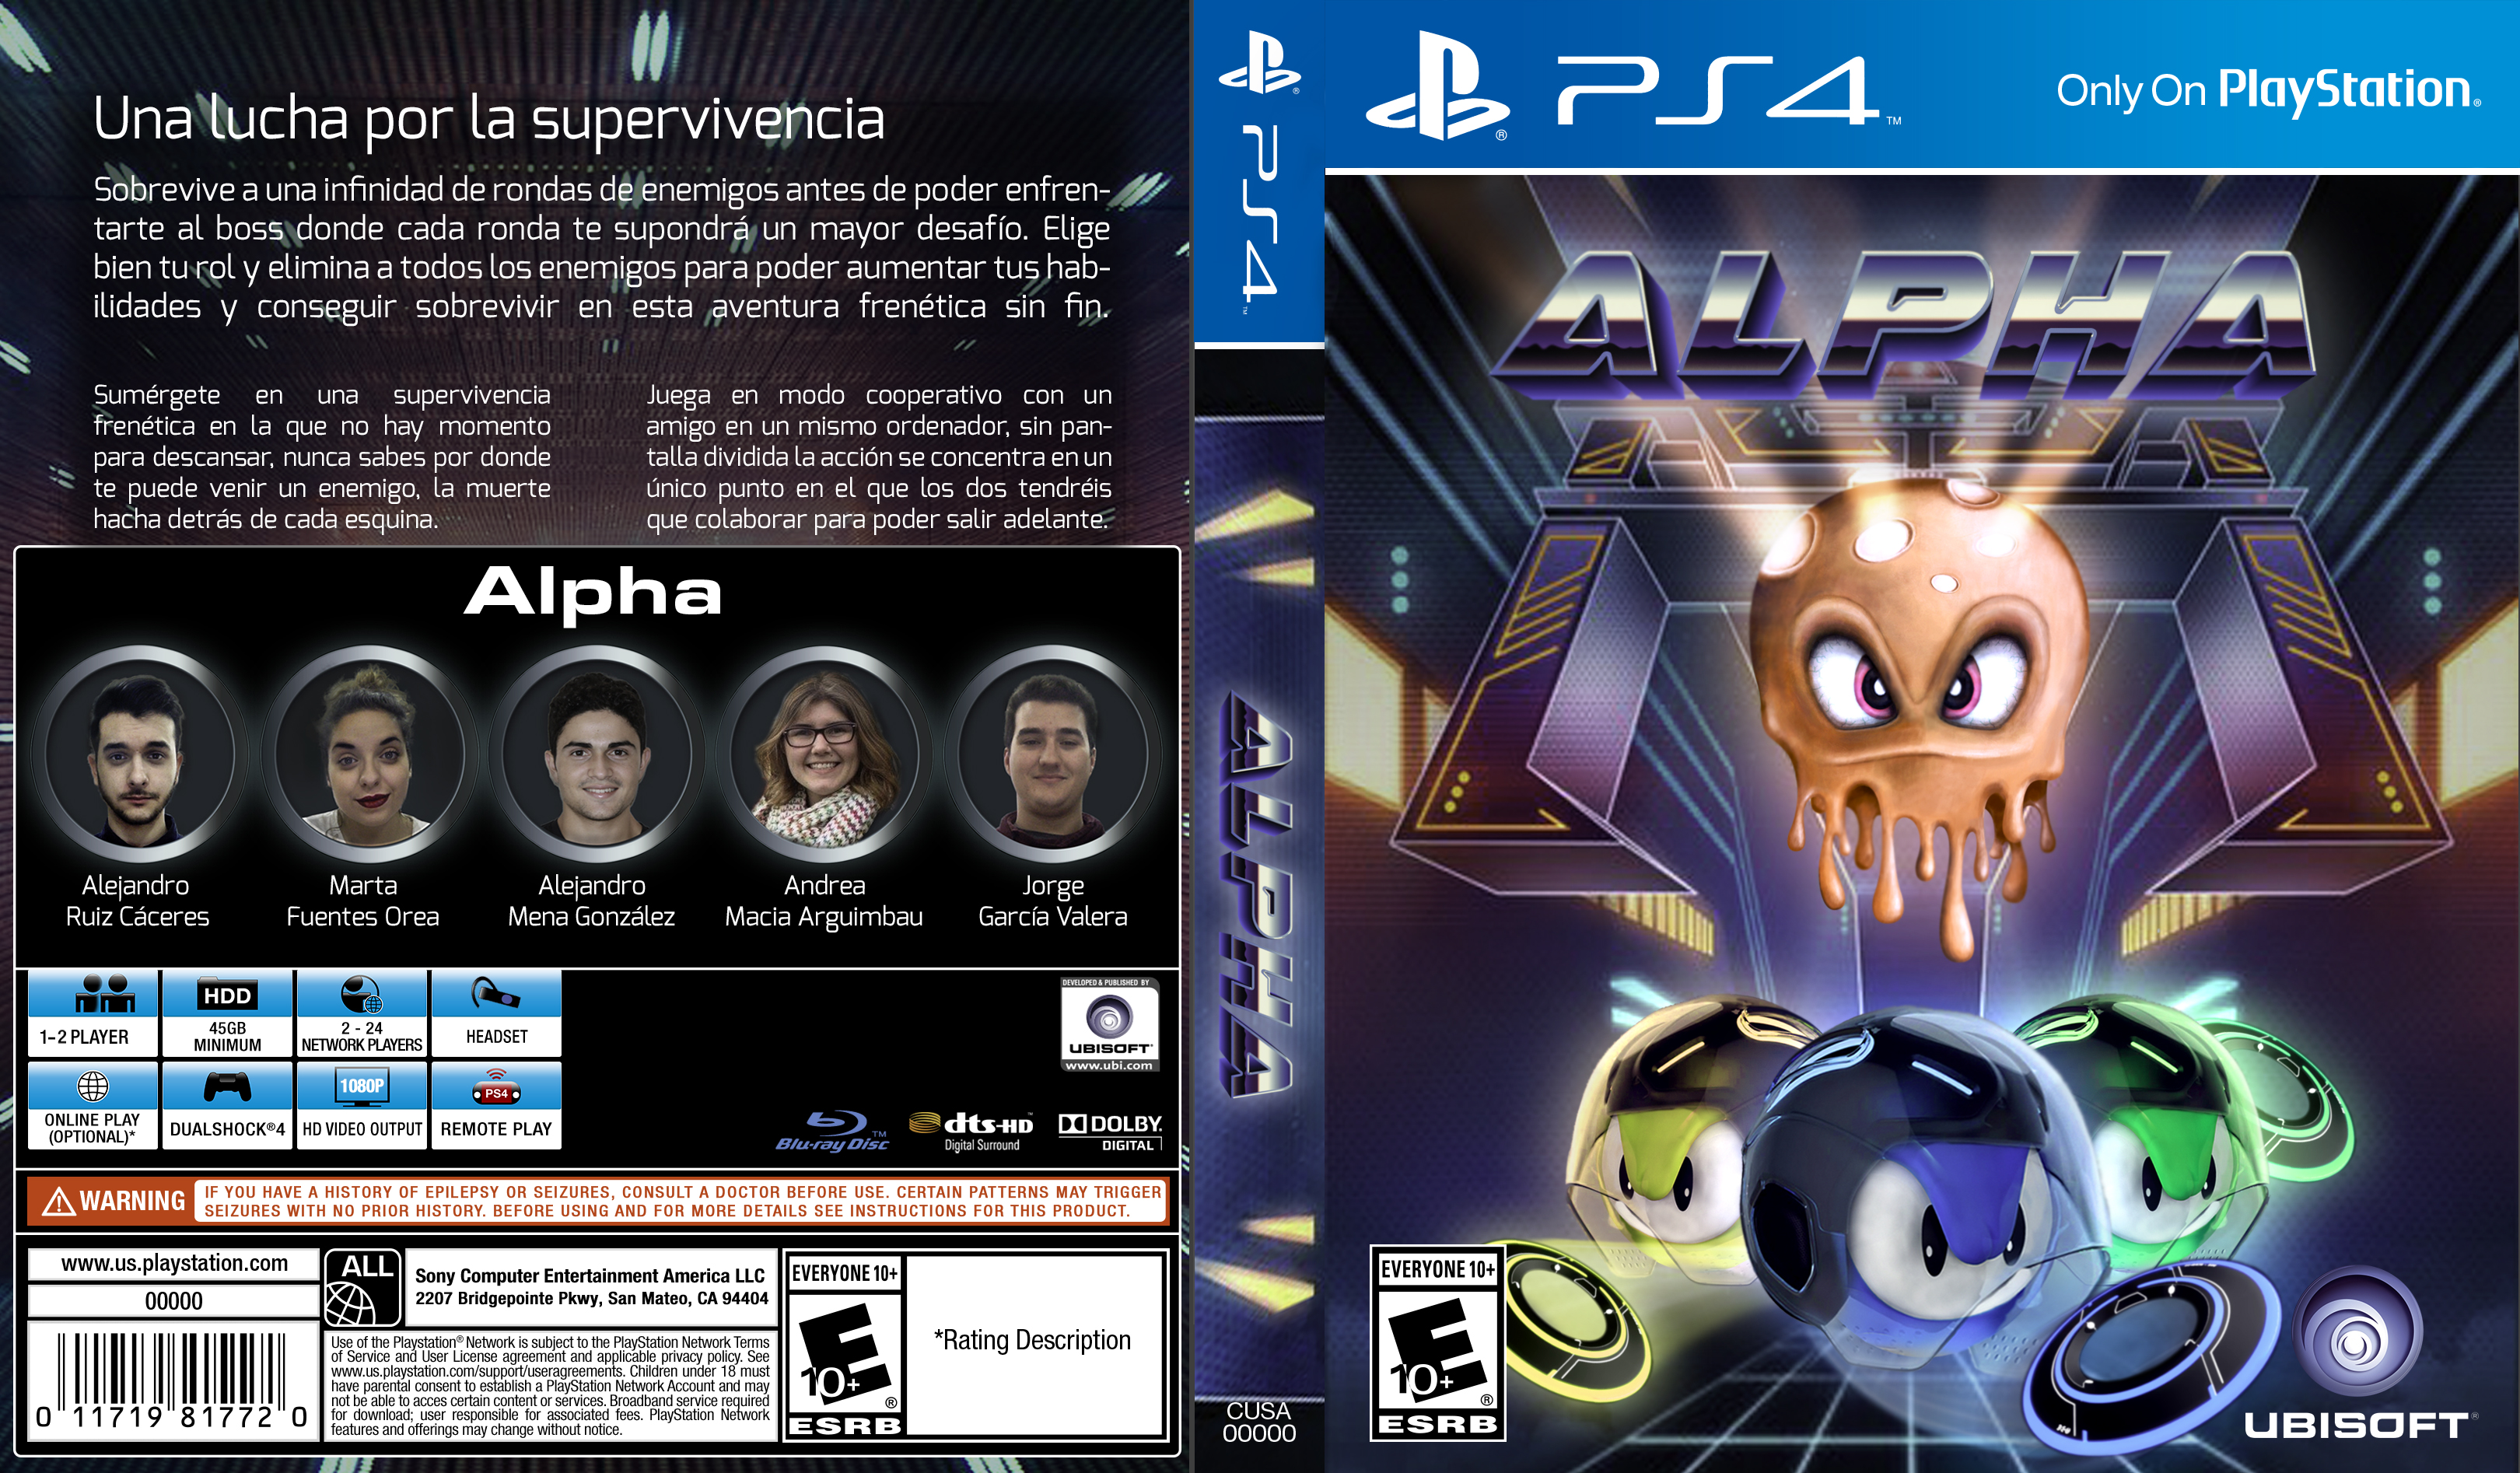 Una lucha por la supervivencia
Sobrevive a una infinidad de rondas de enemigos antes de poder enfren-
tarte al boss donde cada ronda te supondrá un mayor desafío. Elige
bien tu rol y elimina a todos los enemigos para poder aumentar tus hab-
ilidades y conseguir sobrevivir en esta aventura frenética sin fin.
Sumérgete en una supervivencia
frenética en la que no hay momento
para descansar, nunca sabes por donde
te puede venir un enemigo, la muerte
hacha detrás de cada esquina.
Juega en modo cooperativo con un
amigo en un mismo ordenador, sin pan-
talla dividida la acción se concentra en un
único punto en el que los dos tendréis
que colaborar para poder salir adelante.
Alpha
Alejandro
Ruiz Cáceres
Marta
Fuentes Orea
Alejandro
Mena González
Andrea
Macia Arguimbau
Jorge
García Valera
1-2 PLAYER
HDD
45GB
MINIMUM
2 - 24
NETWORK PLAYERS
HEADSET
ONLINE PLAY
(OPTIONAL)*
DUALSHOCK®4
1080P
HD VIDEO OUTPUT
PS4
REMOTE PLAY
DEVELOPED & PUBLISHED BY
UBISOFT
www.ubi.com
Blu-ray Disc™
dts-HD™
Digital Surround
DOLBY.
DIGITAL
WARNING
IF YOU HAVE A HISTORY OF EPILEPSY OR SEIZURES, CONSULT A DOCTOR BEFORE USE. CERTAIN PATTERNS MAY TRIGGER
SEIZURES WITH NO PRIOR HISTORY. BEFORE USING AND FOR MORE DETAILS SEE INSTRUCTIONS FOR THIS PRODUCT.
www.us.playstation.com
00000
0 11719 81772 0
ALL
Sony Computer Entertainment America LLC
2207 Bridgepointe Pkwy, San Mateo, CA 94404
Use of the Playstation® Network is subject to the PlayStation Network Terms
of Service and User License agreement and applicable privacy policy. See
www.us.playstation.com/support/useragreements. Children under 18 must
have parental consent to establish a PlayStation Network Account and may
not be able to acces certain content or services. Broadband service required
for download; user responsible for associated fees. PlayStation Network
features and offerings may change without notice.
EVERYONE 10+
E
10+
®
ESRB
*Rating Description
®
PS4™
ALPHA
CUSA
00000
®
PS4™
Only On PlayStation®
ALPHA
EVERYONE 10+
E
10+
®
ESRB
UBISOFT®